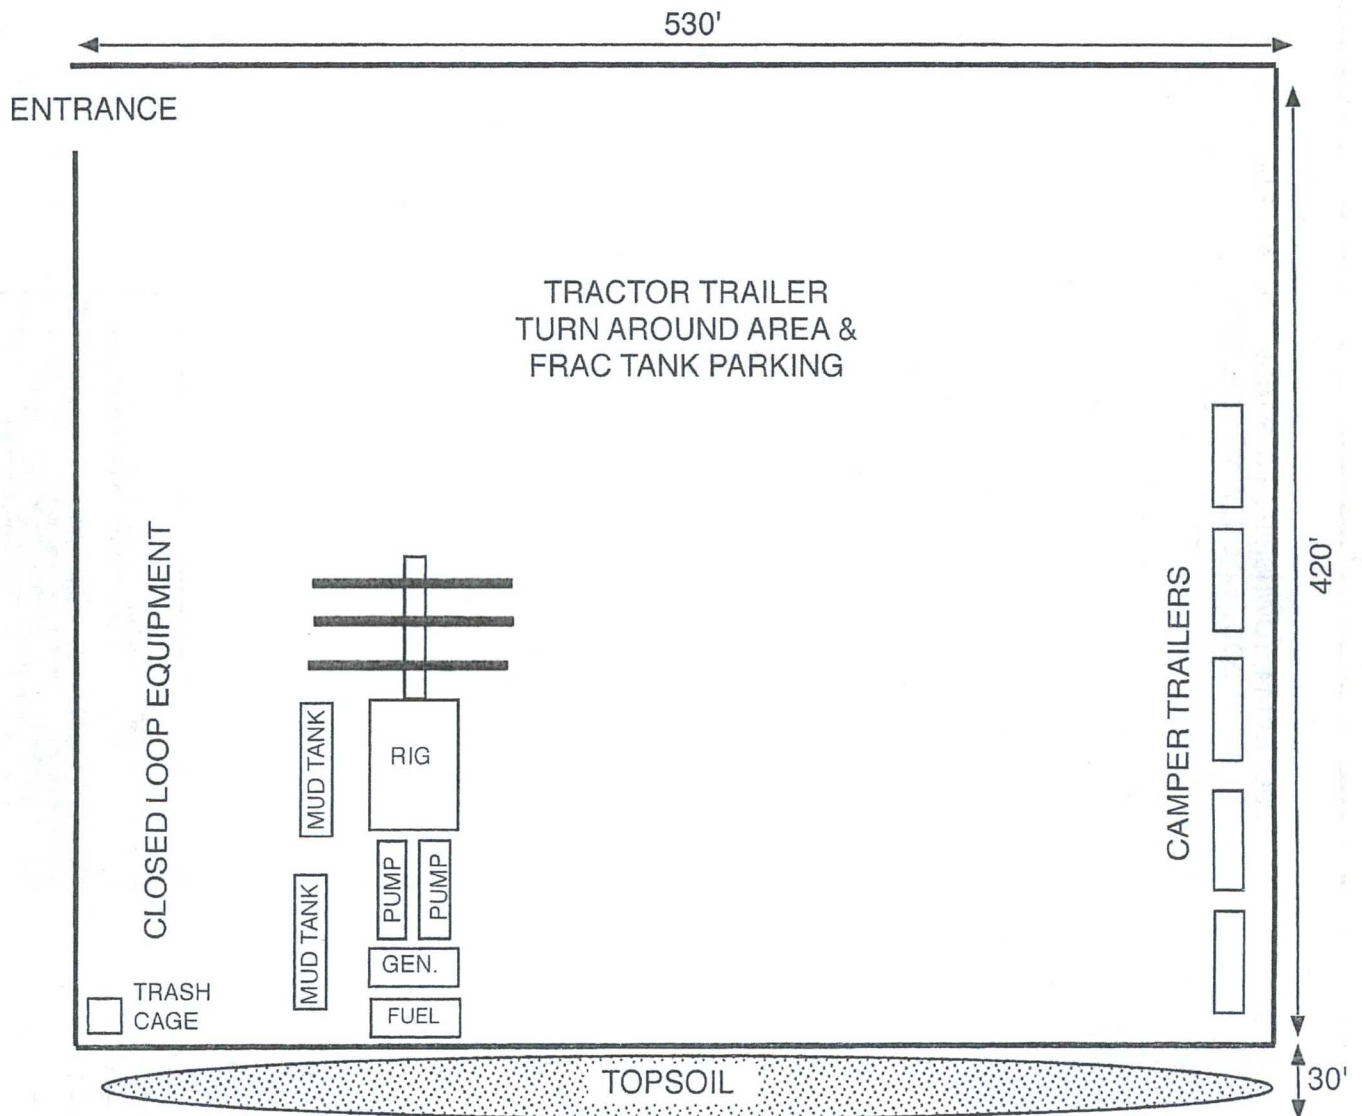 530'
ENTRANCE
TRACTOR TRAILER
TURN AROUND AREA &
FRAC TANK PARKING
CLOSED LOOP EQUIPMENT
CAMPER TRAILERS
420'
MUD TANK
RIG
PUMP
PUMP
MUD TANK
GEN.
FUEL
TRASH
CAGE
TOPSOIL
30'